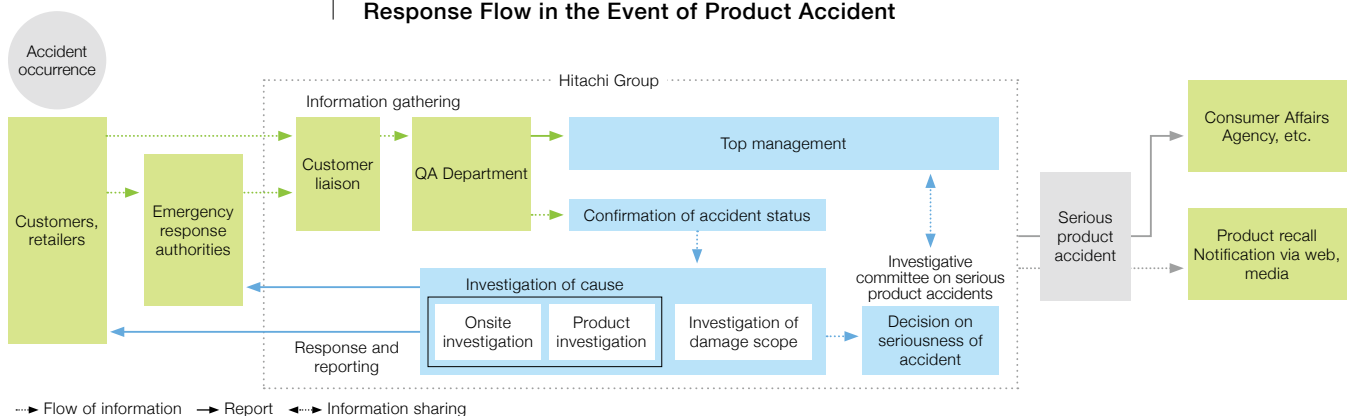 Response Flow in the Event of Product Accident
Accident
occurrence
Hitachi Group
Information gathering
Customers,
retailers
Emergency
response
authorities
Customer
liaison
QA Department
Top management
Confirmation of accident status
Investigation of cause
Onsite
investigation
Product
investigation
Investigation of
damage scope
Investigative
committee on serious
product accidents
Decision on
seriousness of
accident
Response and
reporting
Serious
product
accident
Consumer Affairs
Agency, etc.
Product recall
Notification via web,
media
Flow of information Report Information sharing